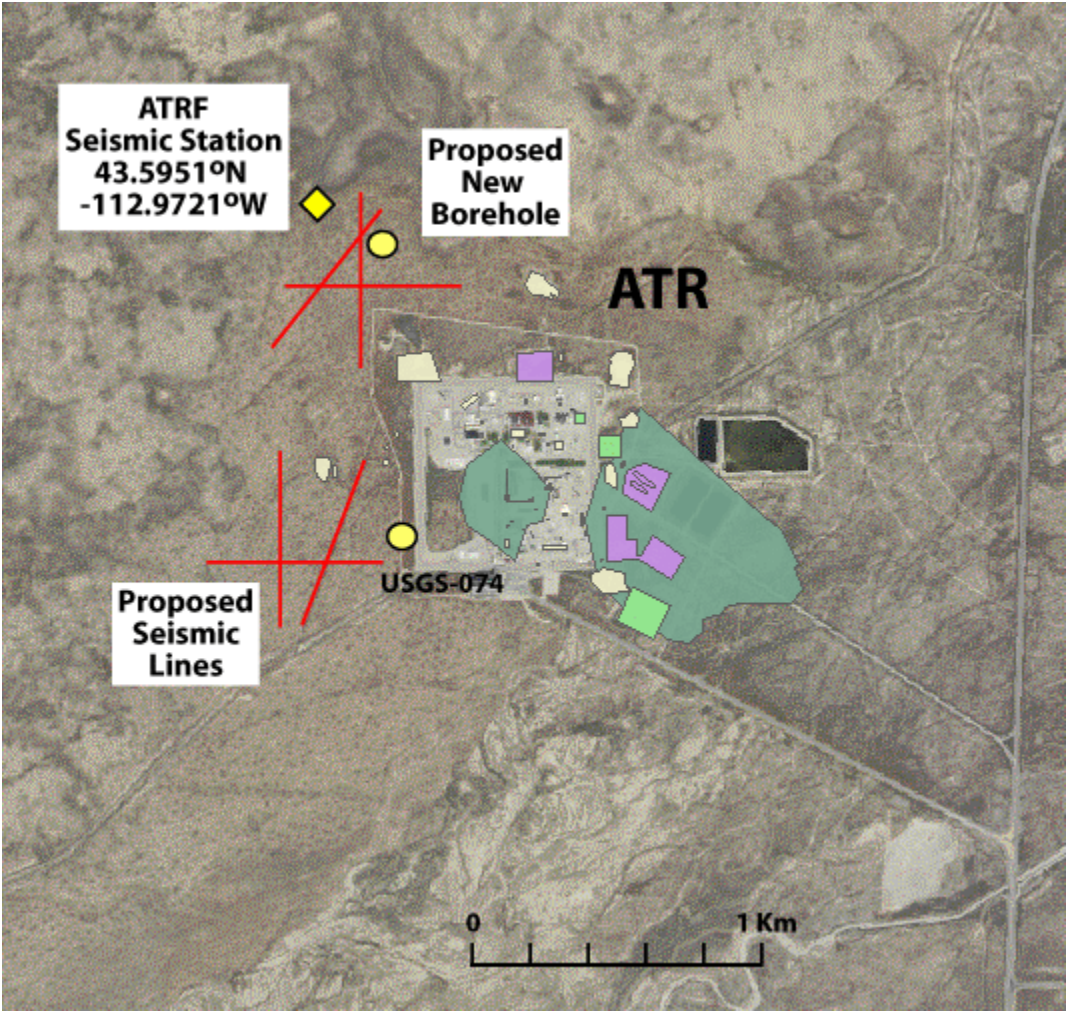 ATRF
Seismic Station
43.5951ºN
-112.9721ºW
Proposed
New
Borehole
ATR
USGS-074
Proposed
Seismic
Lines
0
1 Km